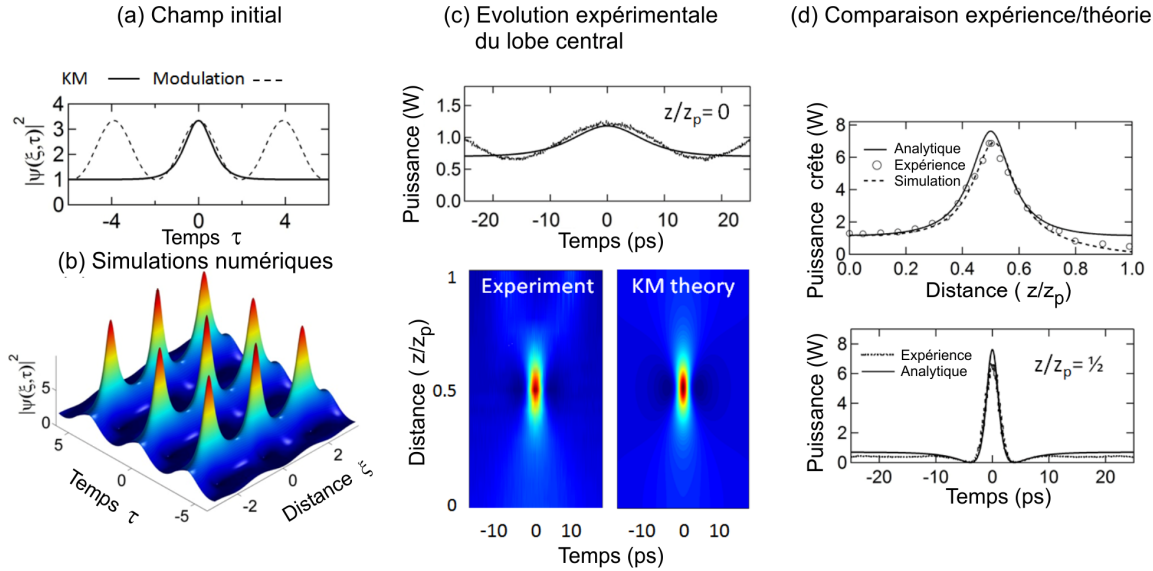 (a) Champ initial
KM Modulation
|ψ(ξ,τ)|²
4
3
2
1
0
-4 0 4
Temps τ
(b) Simulations numériques
|ψ(ξ,τ)|²
5
0
5
0
-5
Temps τ
-2
0
2
Distance ξ
(c) Evolution expérimentale
du lobe central
Puissance (W)
1.5
1.0
0.5
0.0
z/zp= 0
-20 -10 0 10 20
Temps (ps)
Experiment KM theory
Distance ( z/zp)
1
0.5
0
-10 0 10 -10 0 10
Temps (ps)
(d) Comparaison expérience/théorie
Puissance crête (W)
8
6
4
2
0
Analytique
Expérience
Simulation
0.0 0.2 0.4 0.6 0.8 1.0
Distance ( z/zp)
Puissance (W)
8
6
4
2
0
Expérience
Analytique
z/zp= ½
-20 -10 0 10 20
Temps (ps)